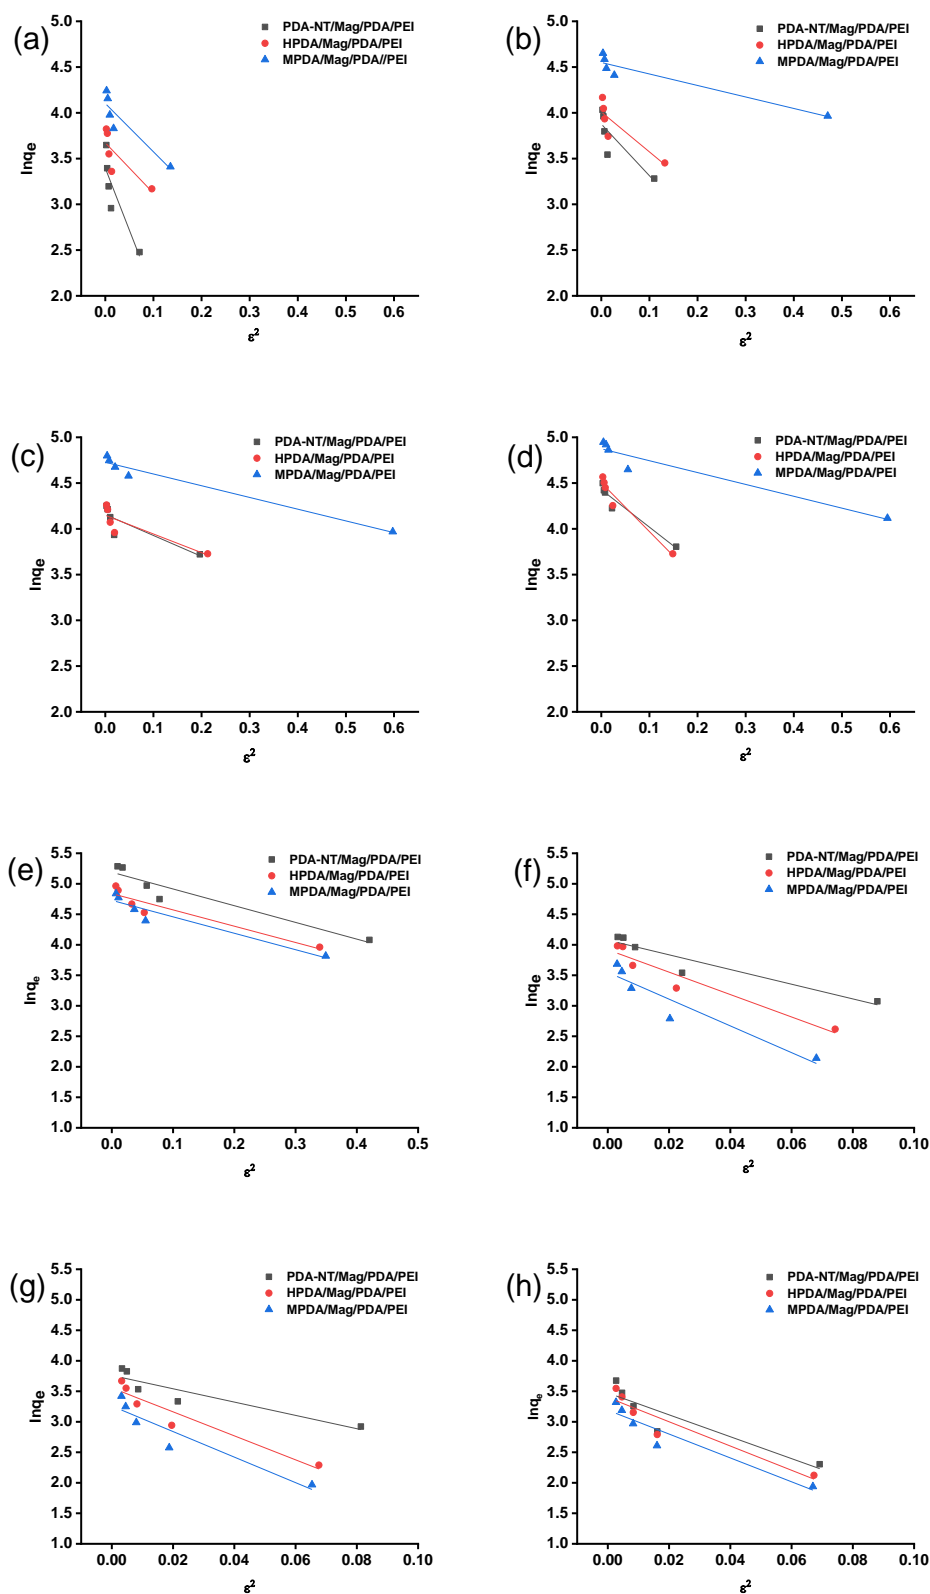 (a)
PDA-NT/Mag/PDA/PEI
HPDA/Mag/PDA/PEI
MPDA/Mag/PDA//PEI
5.0
4.5
4.0
3.5
3.0
2.5
2.0
lnqe
0.0 0.1 0.2 0.3 0.4 0.5 0.6
ε2
(b)
PDA-NT/Mag/PDA/PEI
HPDA/Mag/PDA/PEI
MPDA/Mag/PDA/PEI
5.0
4.5
4.0
3.5
3.0
2.5
2.0
lnqe
0.0 0.1 0.2 0.3 0.4 0.5 0.6
ε2
(c)
PDA-NT/Mag/PDA/PEI
HPDA/Mag/PDA/PEI
MPDA/Mag/PDA/PEI
5.0
4.5
4.0
3.5
3.0
2.5
2.0
lnqe
0.0 0.1 0.2 0.3 0.4 0.5 0.6
ε2
(d)
PDA-NT/Mag/PDA/PEI
HPDA/Mag/PDA/PEI
MPDA/Mag/PDA/PEI
5.0
4.5
4.0
3.5
3.0
2.5
2.0
lnqe
0.0 0.1 0.2 0.3 0.4 0.5 0.6
ε2
(e)
PDA-NT/Mag/PDA/PEI
HPDA/Mag/PDA/PEI
MPDA/Mag/PDA/PEI
5.5
5.0
4.5
4.0
3.5
3.0
2.5
2.0
1.5
1.0
lnqe
0.0 0.1 0.2 0.3 0.4 0.5
ε2
(f)
PDA-NT/Mag/PDA/PEI
HPDA/Mag/PDA/PEI
MPDA/Mag/PDA/PEI
5.5
5.0
4.5
4.0
3.5
3.0
2.5
2.0
1.5
1.0
lnqe
0.00 0.02 0.04 0.06 0.08 0.10
ε2
(g)
PDA-NT/Mag/PDA/PEI
HPDA/Mag/PDA/PEI
MPDA/Mag/PDA/PEI
5.5
5.0
4.5
4.0
3.5
3.0
2.5
2.0
1.5
1.0
lnqe
0.00 0.02 0.04 0.06 0.08 0.10
ε2
(h)
PDA-NT/Mag/PDA/PEI
HPDA/Mag/PDA/PEI
MPDA/Mag/PDA/PEI
5.5
5.0
4.5
4.0
3.5
3.0
2.5
2.0
1.5
1.0
lnqe
0.00 0.02 0.04 0.06 0.08 0.10
ε2